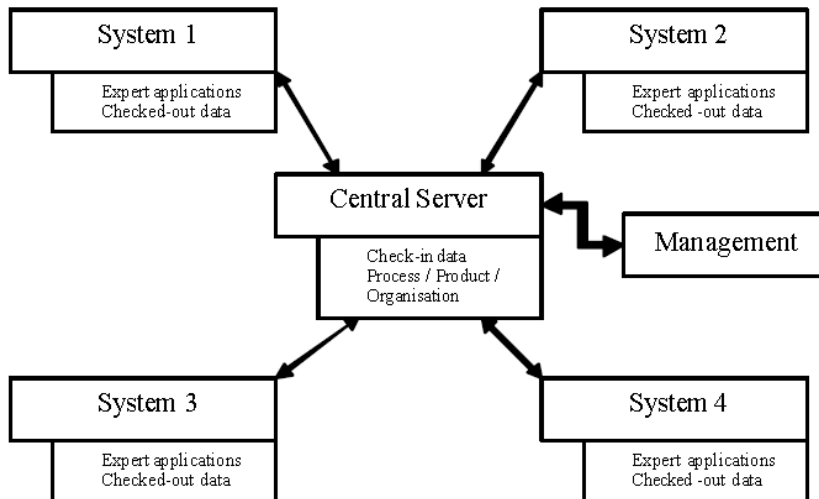 System 1
Expert applications
Checked-out data
System 2
Expert applications
Checked -out data
Central Server
Check-in data
Process / Product /
Organisation
Management
System 3
Expert applications
Checked-out data
System 4
Expert applications
Checked -out data